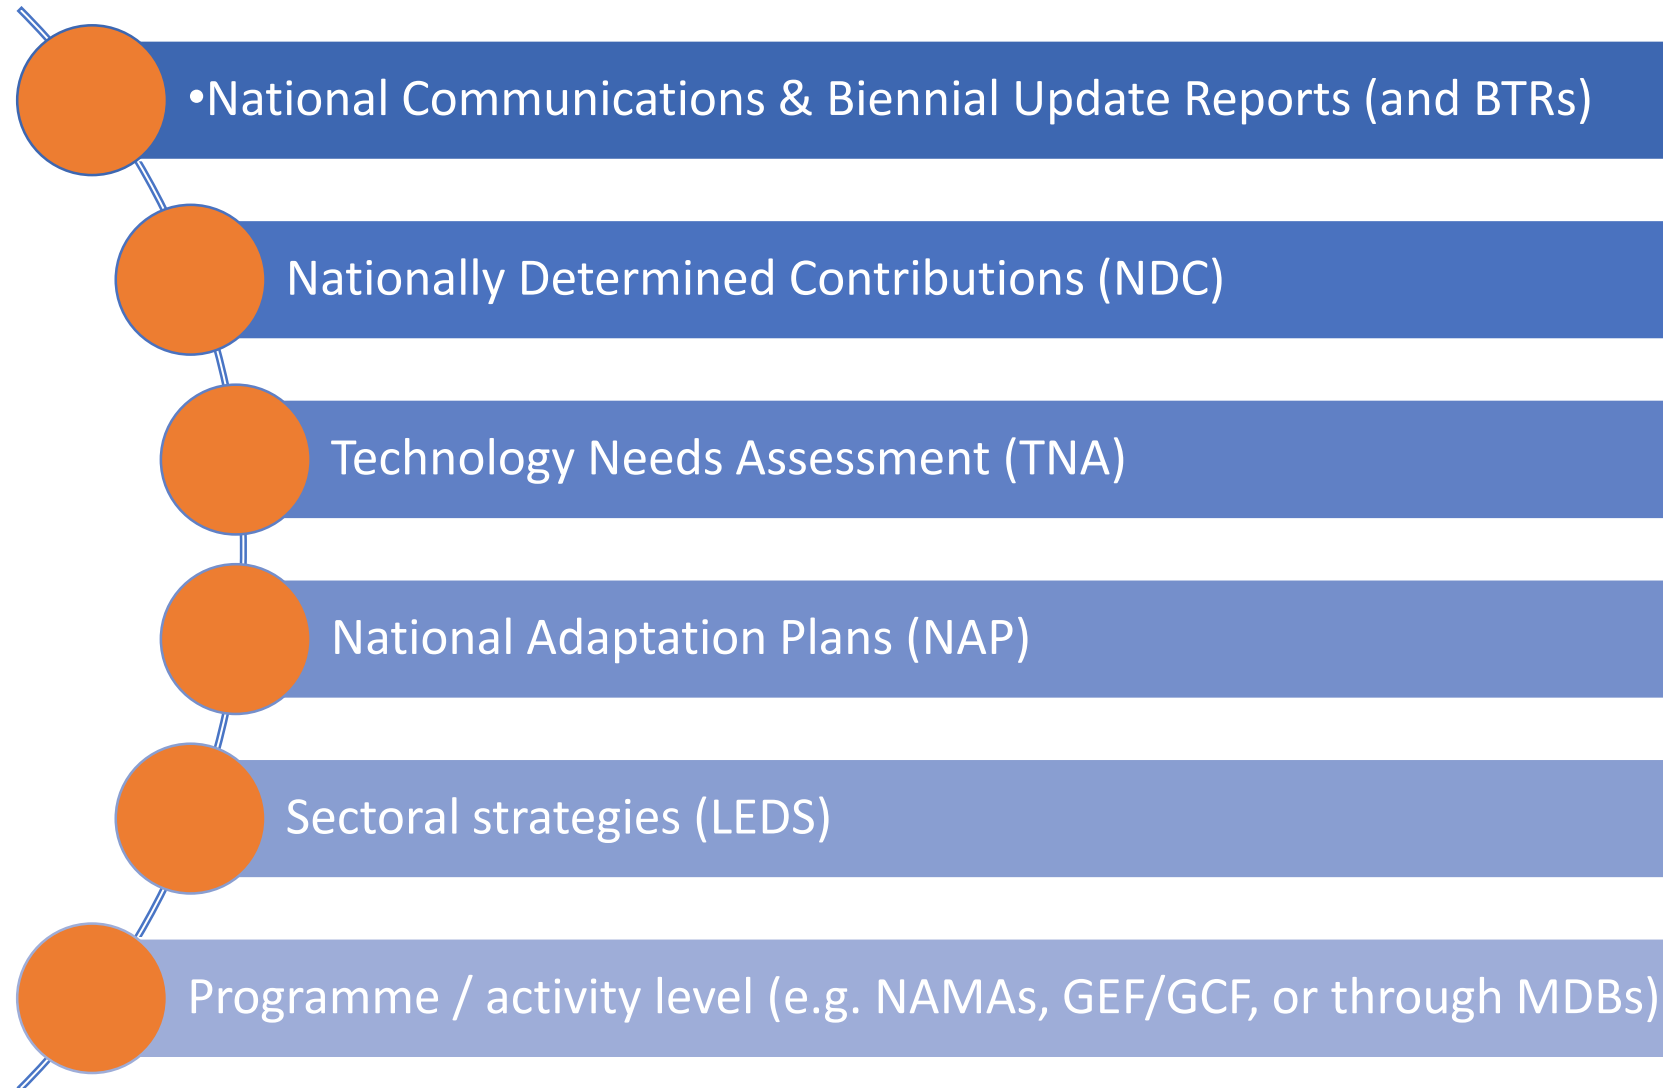 •National Communications & Biennial Update Reports (and BTRs)
Nationally Determined Contributions (NDC)
Technology Needs Assessment (TNA)
National Adaptation Plans (NAP)
Sectoral strategies (LEDS)
Programme / activity level (e.g. NAMAs, GEF/GCF, or through MDBs)